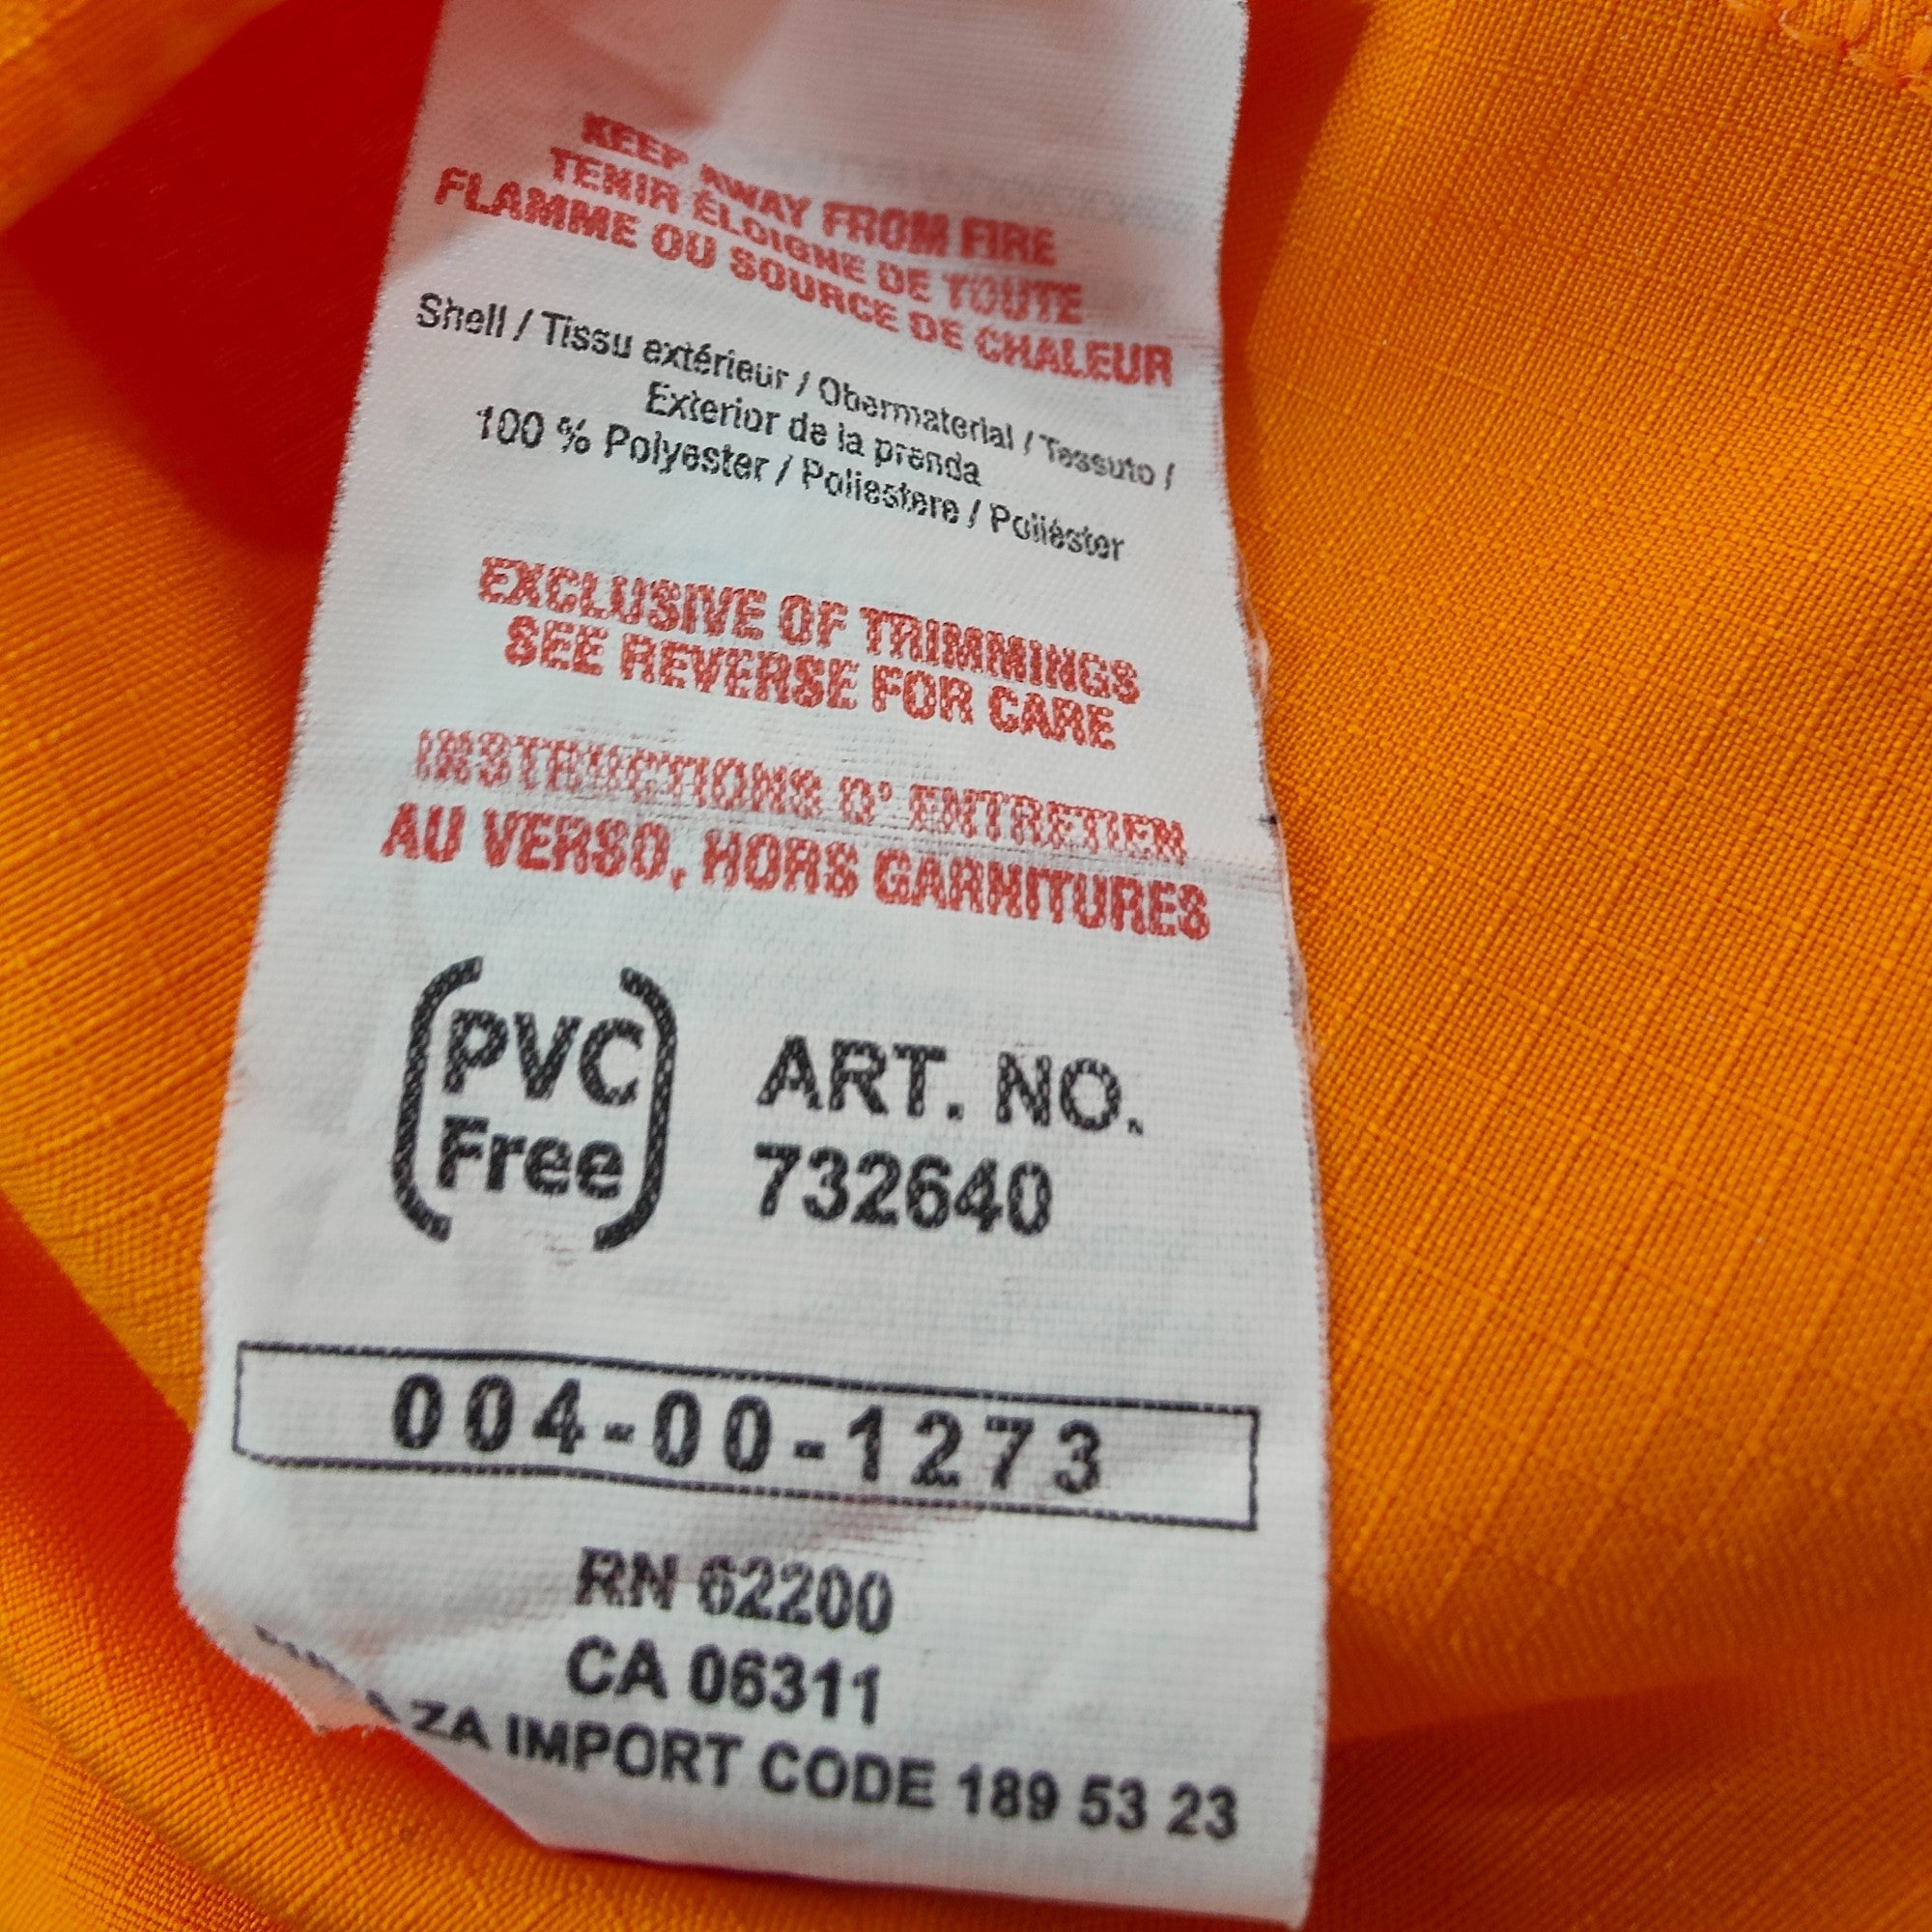 KEEP AWAY FROM FIRE
TENIR ÉLOIGNE DE TOUTE
FLAMME OU SOURCE DE CHALEUR
Shell / Tissu extérieur / Obermaterial / Tessuto /
Exterior de la prenda
100 % Polyester / Poliestere / Poliéster
EXCLUSIVE OF TRIMMINGS
SEE REVERSE FOR CARE
INSTRUCTIONS D' ENTRETIEN
AU VERSO, HORS GARNITURES
PVC
Free
ART. NO.
732640
004-00-1273
RN 62200
CA 06311
ZA IMPORT CODE 189 53 23